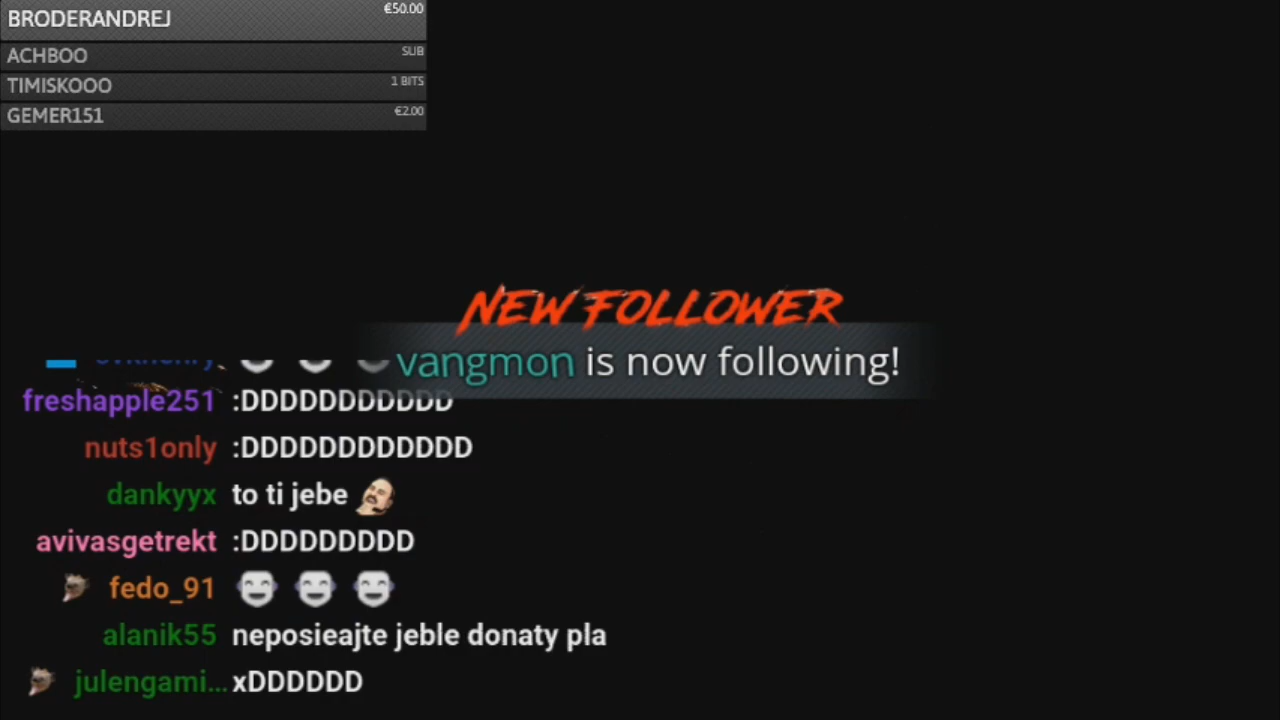 BRODERANDREJ €50.00
ACHBOO SUB
TIMISKOOO 1 BITS
GEMER151 €2.00
NEW FOLLOWER
vangmon is now following!
freshapple251 :DDDDDDDDDDD
nuts1only :DDDDDDDDDDDD
dankyyx to ti jebe
avivasgetrekt :DDDDDDDDD
fedo_91
alanik55 neposieajte jeble donaty pla
julengami... xDDDDDD